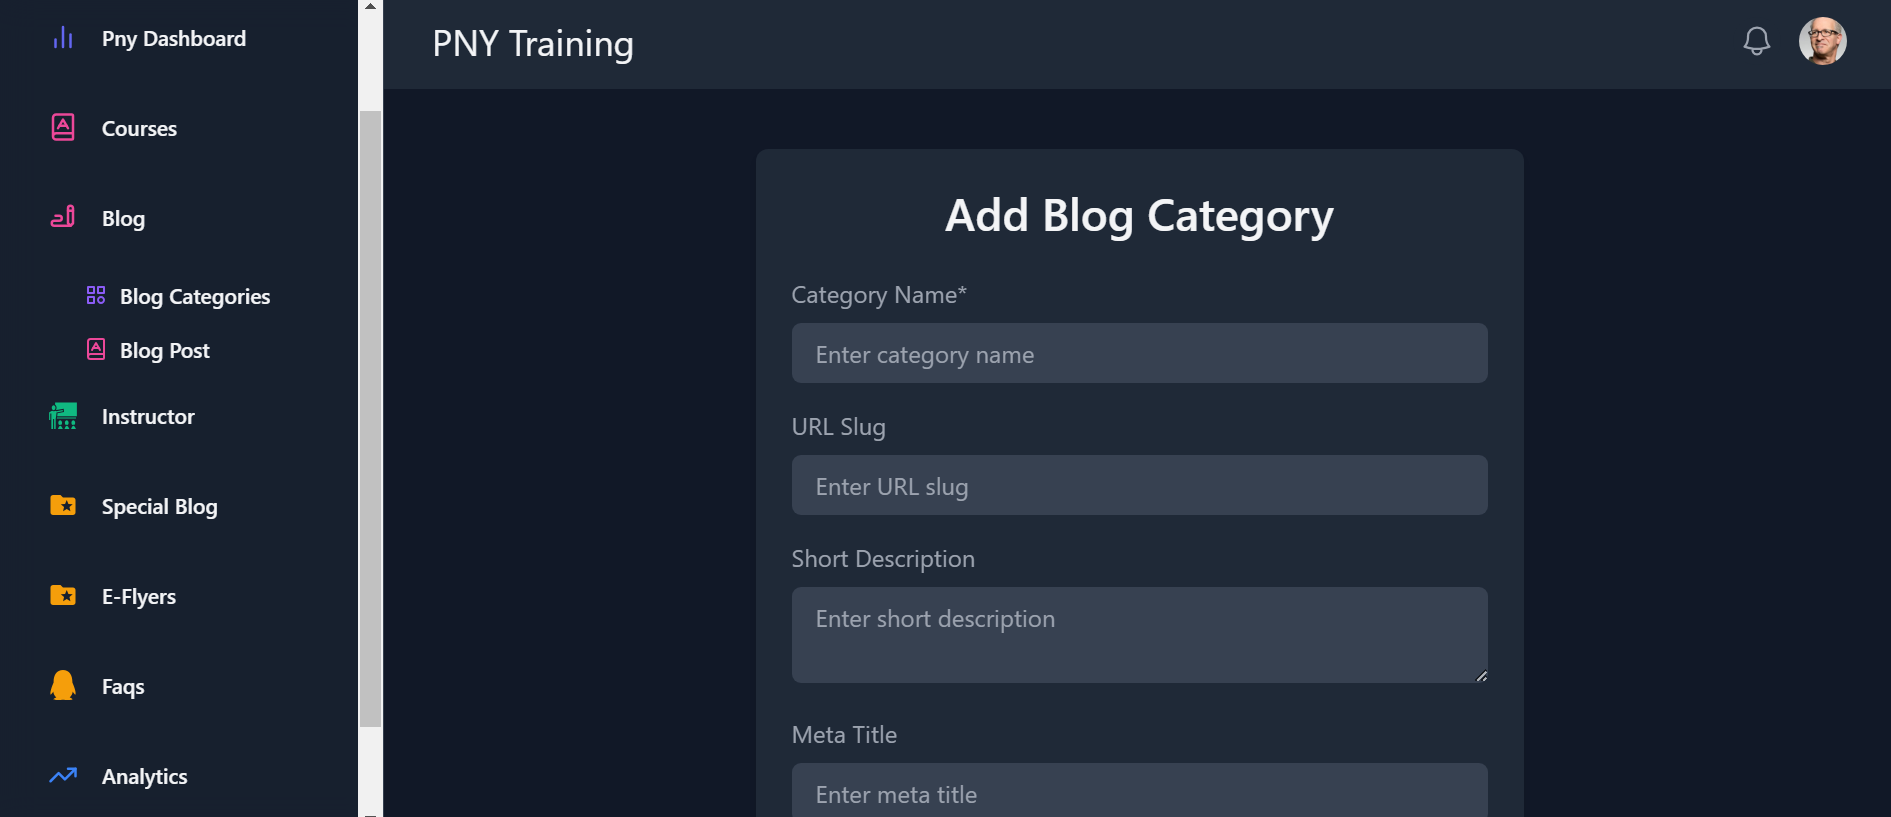 Pny Dashboard
Courses
Blog
Blog Categories
Blog Post
Instructor
Special Blog
E-Flyers
Faqs
Analytics
PNY Training
Add Blog Category
Category Name*
Enter category name
URL Slug
Enter URL slug
Short Description
Enter short description
Meta Title
Enter meta title